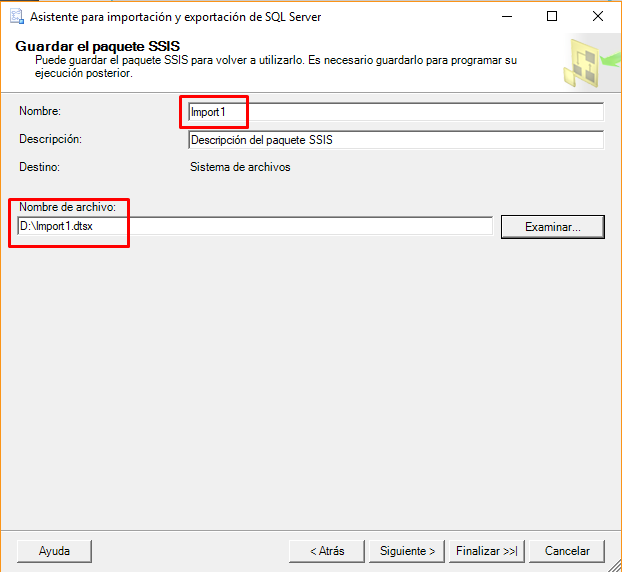 Asistente para importación y exportación de SQL Server
Guardar el paquete SSIS
Puede guardar el paquete SSIS para volver a utilizarlo. Es necesario guardarlo para programar su
ejecución posterior.
Nombre:
Import1
Descripción:
Descripción del paquete SSIS
Destino:
Sistema de archivos
Nombre de archivo:
D:\Import1.dtsx
Examinar...
Ayuda
< Atrás
Siguiente >
Finalizar >>|
Cancelar